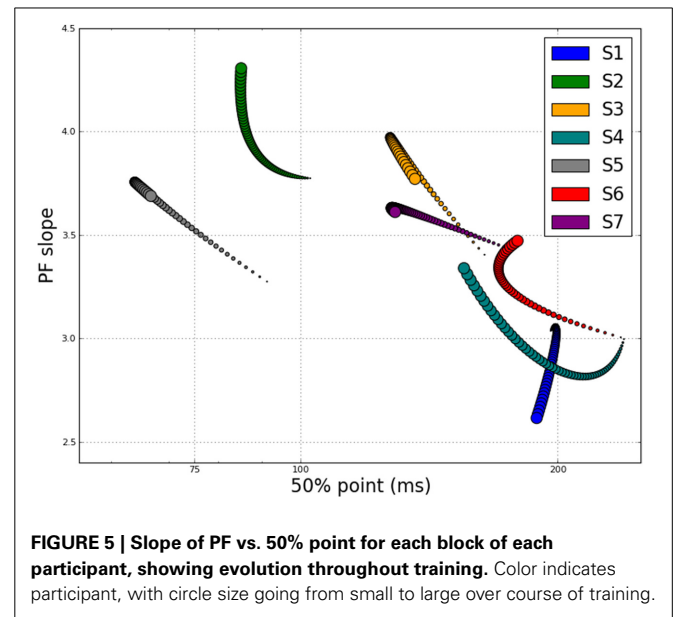 4.5
4.0
3.5
3.0
2.5
PF slope
75
100
200
50% point (ms)
S1
S2
S3
S4
S5
S6
S7
FIGURE 5 | Slope of PF vs. 50% point for each block of each
participant, showing evolution throughout training. Color indicates
participant, with circle size going from small to large over course of training.